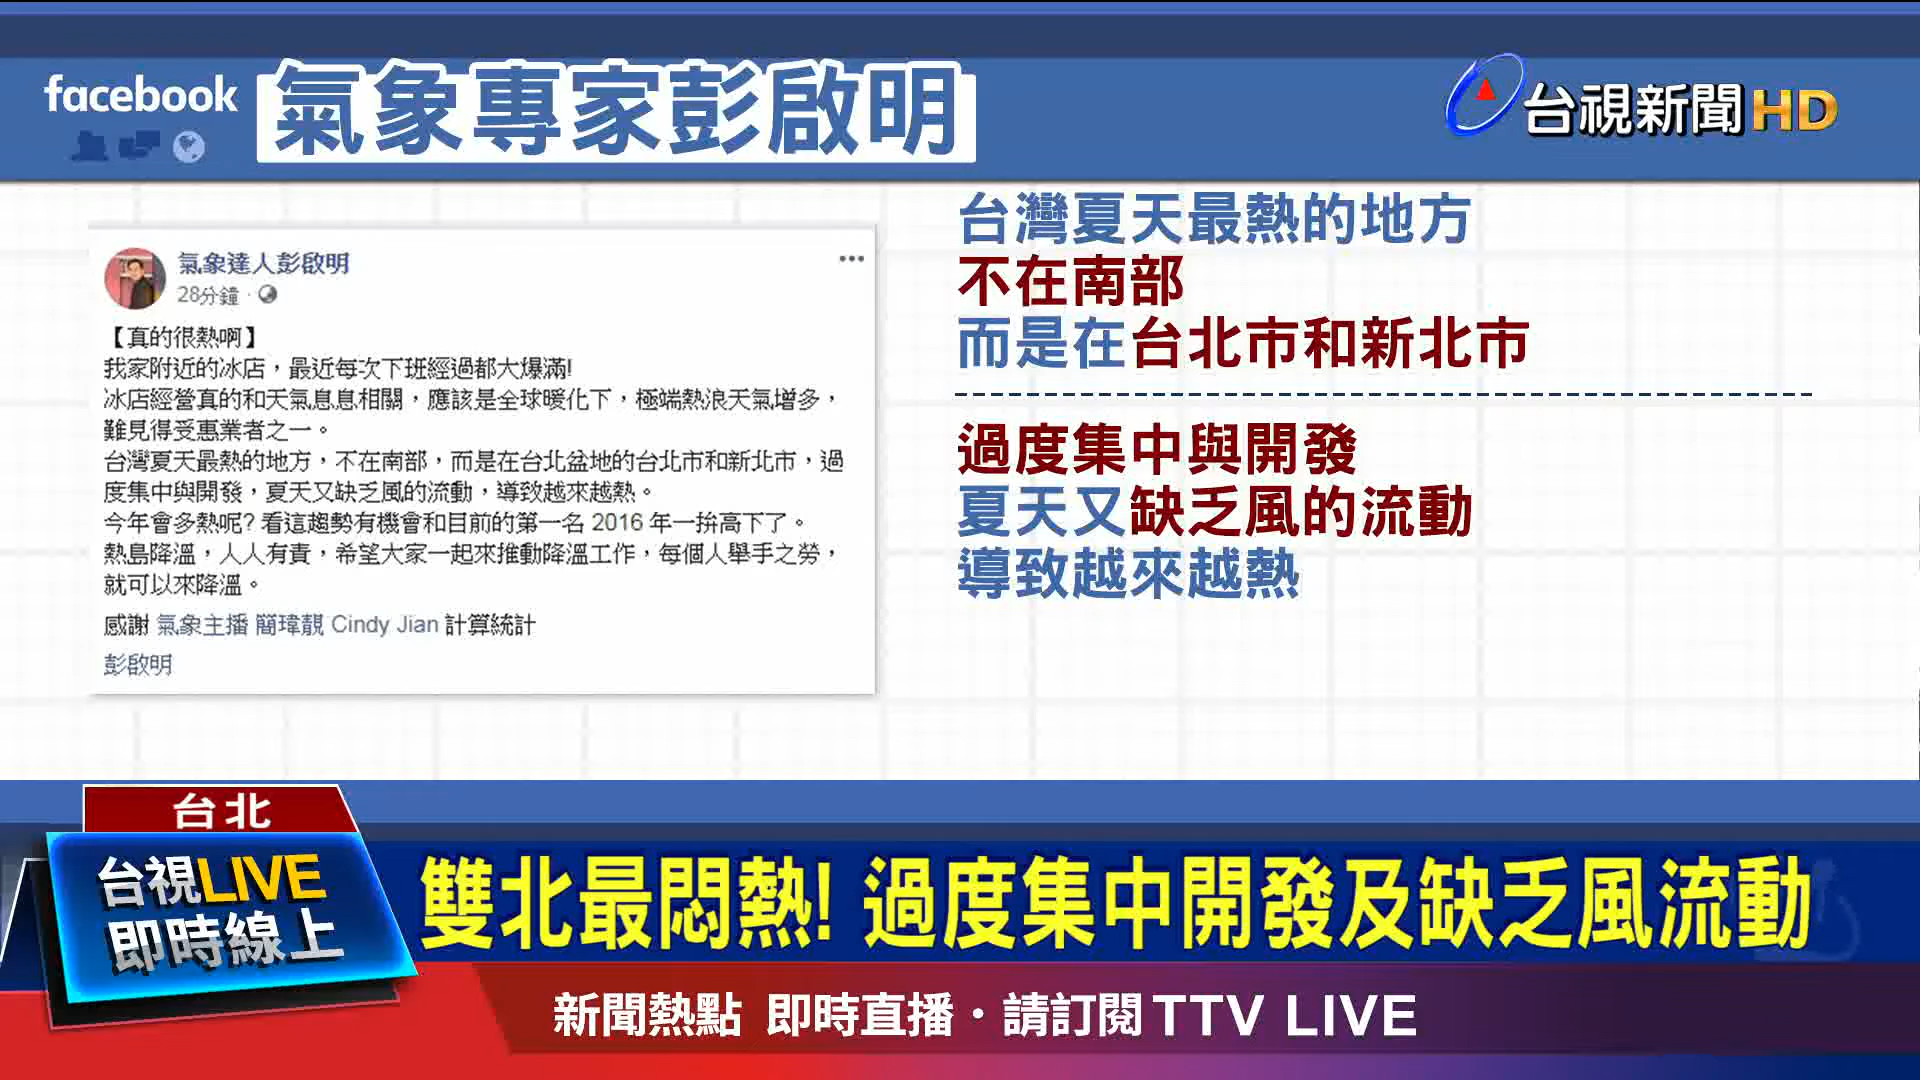 facebook
氣象專家彭啟明
台視新聞HD
氣象達人彭啟明
28分鐘 ·
【真的很熱啊】
我家附近的冰店，最近每次下班經過都大爆滿!
冰店經營真的和天氣息息相關，應該是全球暖化下，極端熱浪天氣增多，
難見得受惠業者之一。
台灣夏天最熱的地方，不在南部，而是在台北盆地的台北市和新北市，過
度集中與開發，夏天又缺乏風的流動，導致越來越熱。
今年會多熱呢? 看這趨勢有機會和目前的第一名 2016 年一拚高下了。
熱島降溫，人人有責，希望大家一起來推動降溫工作，每個人舉手之勞，
就可以來降溫。
感謝 氣象主播 簡瑋靚 Cindy Jian 計算統計
彭啟明
台灣夏天最熱的地方
不在南部
而是在台北市和新北市
過度集中與開發
夏天又缺乏風的流動
導致越來越熱
台北
台視LIVE
即時線上
雙北最悶熱! 過度集中開發及缺乏風流動
新聞熱點 即時直播・請訂閱TTV LIVE